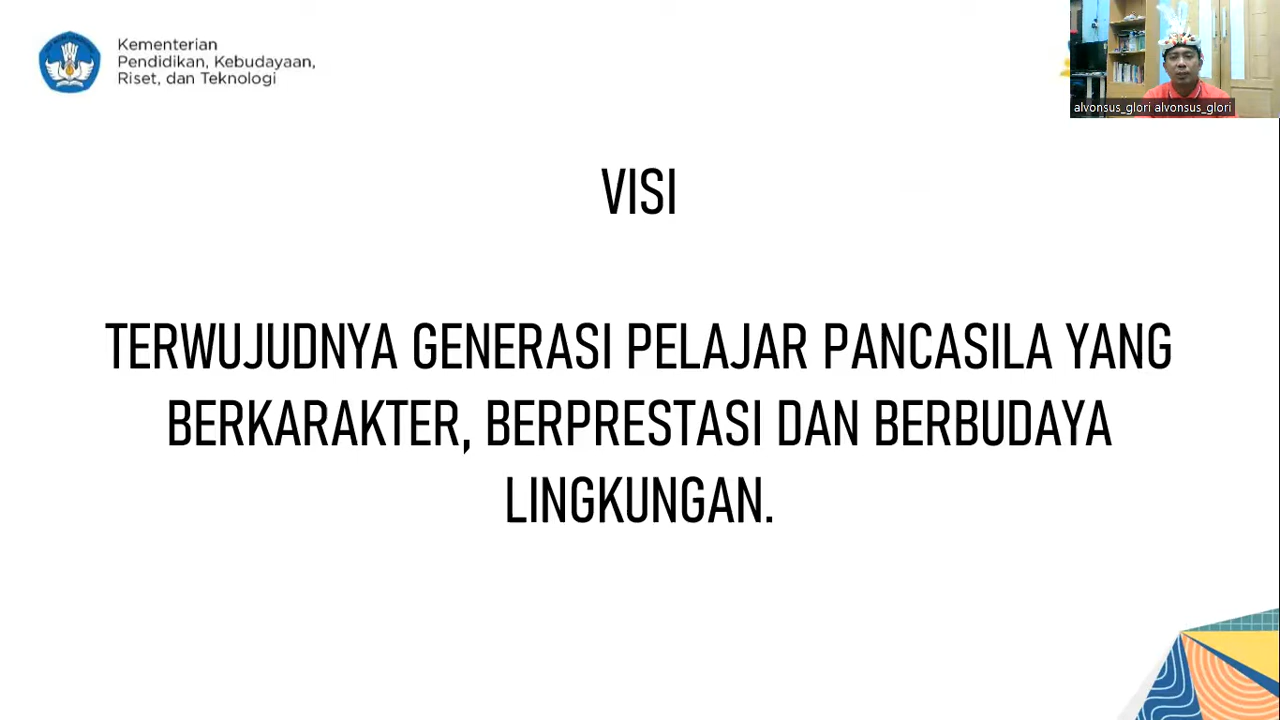 Kementerian
Pendidikan, Kebudayaan,
Riset, dan Teknologi
alvonsus_glori alvonsus_glori
VISI
TERWUJUDNYA GENERASI PELAJAR PANCASILA YANG
BERKARAKTER, BERPRESTASI DAN BERBUDAYA
LINGKUNGAN.